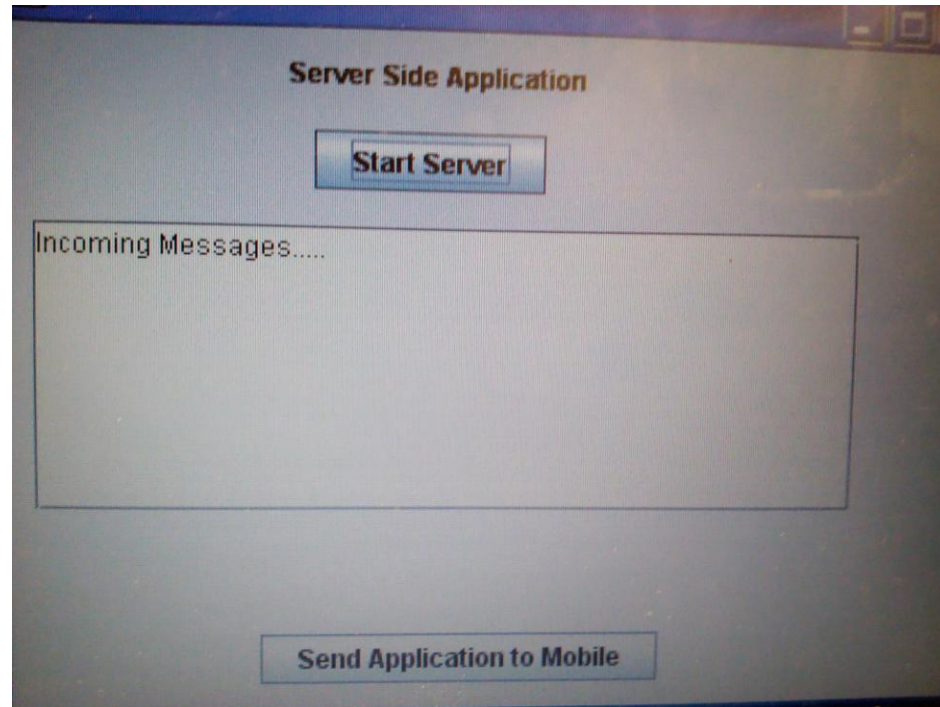 Server Side Application
Start Server
Incoming Messages.....
Send Application to Mobile